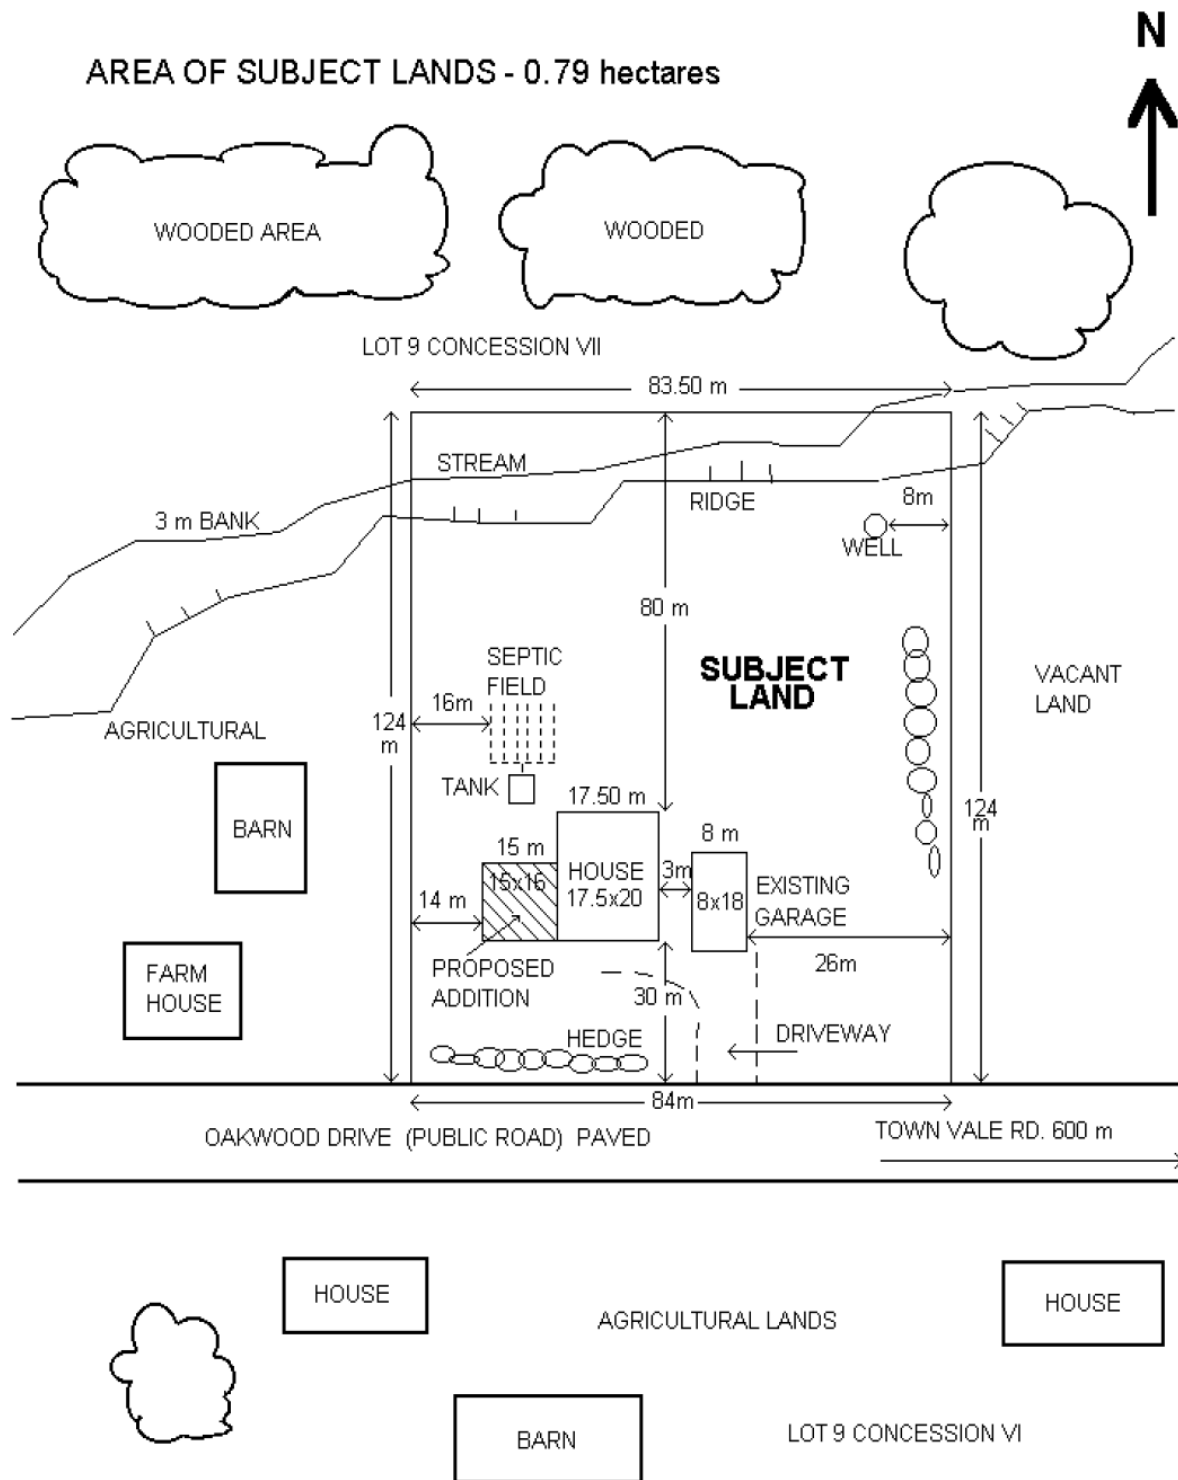 N
AREA OF SUBJECT LANDS - 0.79 hectares
WOODED AREA
WOODED
LOT 9 CONCESSION VII
83.50 m
STREAM
RIDGE
8m
3 m BANK
WELL
80 m
SEPTIC
FIELD
SUBJECT
LAND
VACANT
LAND
16m
124
m
AGRICULTURAL
TANK
17.50 m
124
m
BARN
8 m
15 m
HOUSE
17.5x20
15x16
3m
8x18
EXISTING
GARAGE
14 m
26m
FARM
HOUSE
PROPOSED
ADDITION
30 m
HEDGE
DRIVEWAY
84m
OAKWOOD DRIVE (PUBLIC ROAD) PAVED
TOWN VALE RD. 600 m
HOUSE
AGRICULTURAL LANDS
HOUSE
BARN
LOT 9 CONCESSION VI